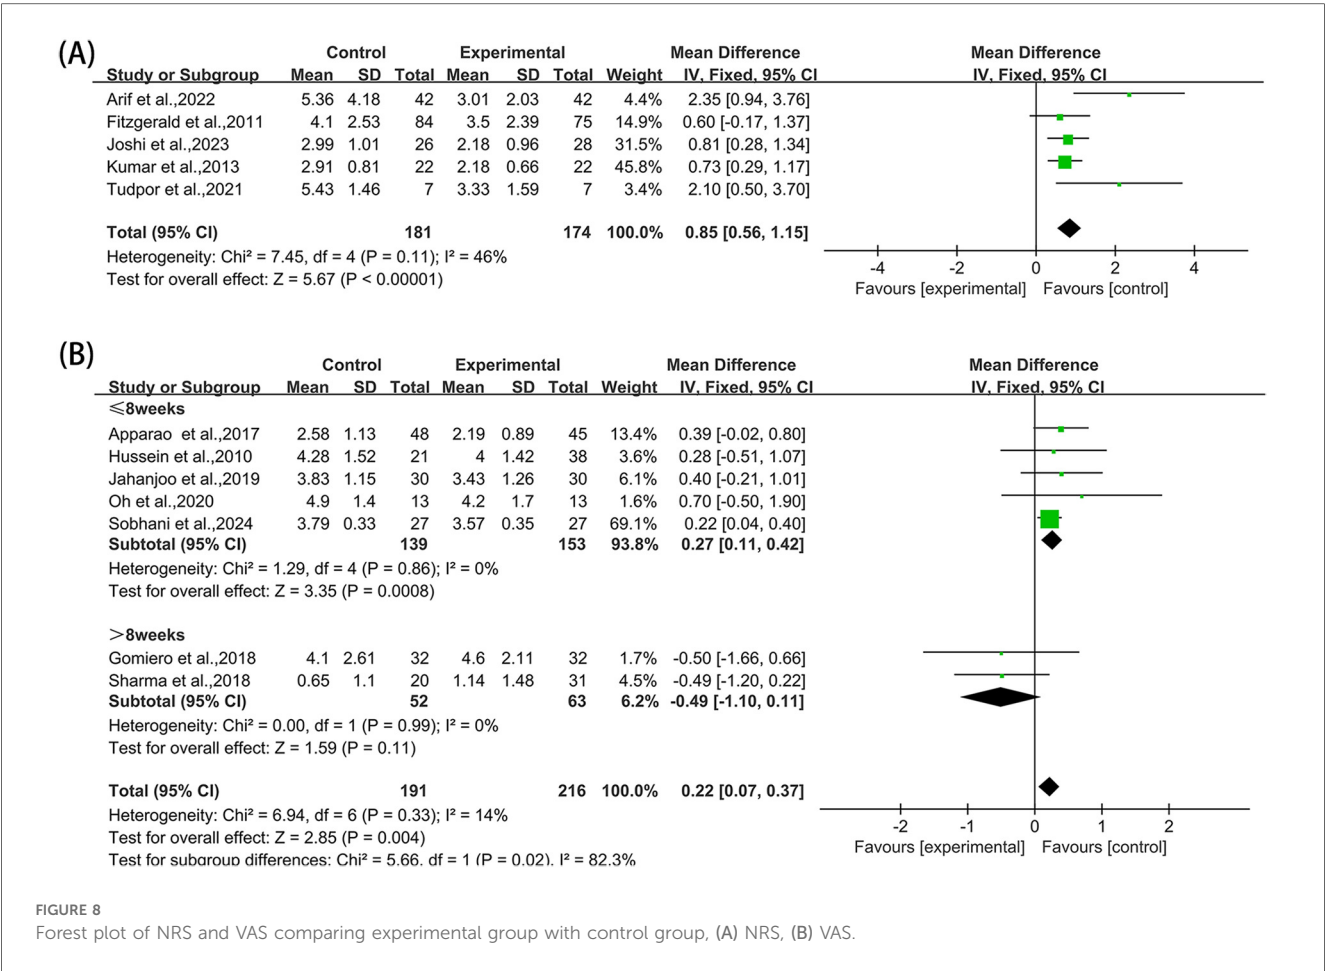 (A)
Control Experimental Mean Difference Mean Difference
Study or Subgroup Mean SD Total Mean SD Total Weight IV, Fixed, 95% CI IV, Fixed, 95% CI
Arif et al.,2022 5.36 4.18 42 3.01 2.03 42 4.4% 2.35 [0.94, 3.76]
Fitzgerald et al.,2011 4.1 2.53 84 3.5 2.39 75 14.9% 0.60 [-0.17, 1.37]
Joshi et al.,2023 2.99 1.01 26 2.18 0.96 28 31.5% 0.81 [0.28, 1.34]
Kumar et al.,2013 2.91 0.81 22 2.18 0.66 22 45.8% 0.73 [0.29, 1.17]
Tudpor et al.,2021 5.43 1.46 7 3.33 1.59 7 3.4% 2.10 [0.50, 3.70]
Total (95% CI) 181 174 100.0% 0.85 [0.56, 1.15]
Heterogeneity: Chi² = 7.45, df = 4 (P = 0.11); I² = 46%
Test for overall effect: Z = 5.67 (P < 0.00001)
-4 -2 0 2 4
Favours [experimental] Favours [control]
(B)
Control Experimental Mean Difference Mean Difference
Study or Subgroup Mean SD Total Mean SD Total Weight IV, Fixed, 95% CI IV, Fixed, 95% CI
⩽8weeks
Apparao et al.,2017 2.58 1.13 48 2.19 0.89 45 13.4% 0.39 [-0.02, 0.80]
Hussein et al.,2010 4.28 1.52 21 4 1.42 38 3.6% 0.28 [-0.51, 1.07]
Jahanjoo et al.,2019 3.83 1.15 30 3.43 1.26 30 6.1% 0.40 [-0.21, 1.01]
Oh et al.,2020 4.9 1.4 13 4.2 1.7 13 1.6% 0.70 [-0.50, 1.90]
Sobhani et al.,2024 3.79 0.33 27 3.57 0.35 27 69.1% 0.22 [0.04, 0.40]
Subtotal (95% CI) 139 153 93.8% 0.27 [0.11, 0.42]
Heterogeneity: Chi² = 1.29, df = 4 (P = 0.86); I² = 0%
Test for overall effect: Z = 3.35 (P = 0.0008)
>8weeks
Gomiero et al.,2018 4.1 2.61 32 4.6 2.11 32 1.7% -0.50 [-1.66, 0.66]
Sharma et al.,2018 0.65 1.1 20 1.14 1.48 31 4.5% -0.49 [-1.20, 0.22]
Subtotal (95% CI) 52 63 6.2% -0.49 [-1.10, 0.11]
Heterogeneity: Chi² = 0.00, df = 1 (P = 0.99); I² = 0%
Test for overall effect: Z = 1.59 (P = 0.11)
Total (95% CI) 191 216 100.0% 0.22 [0.07, 0.37]
Heterogeneity: Chi² = 6.94, df = 6 (P = 0.33); I² = 14%
Test for overall effect: Z = 2.85 (P = 0.004)
Test for subgroup differences: Chi² = 5.66, df = 1 (P = 0.02), I² = 82.3%
-2 -1 0 1 2
Favours [experimental] Favours [control]
FIGURE 8
Forest plot of NRS and VAS comparing experimental group with control group, (A) NRS, (B) VAS.